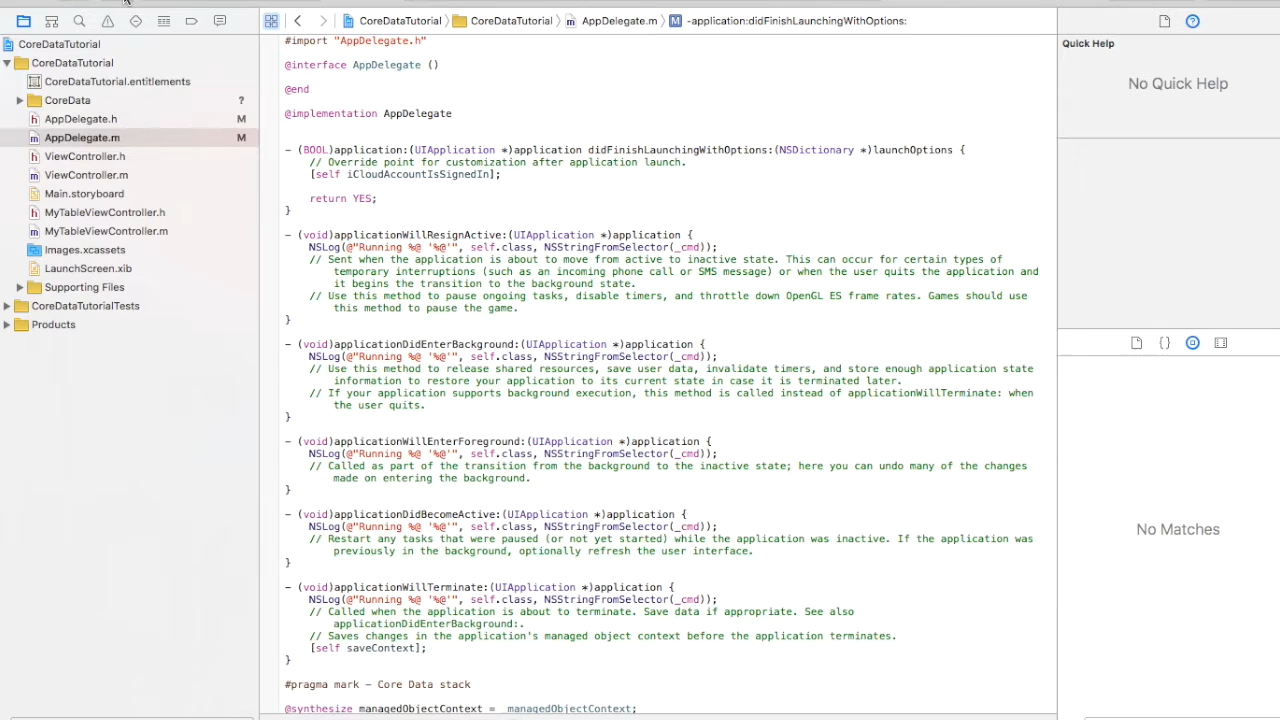 CoreDataTutorial CoreDataTutorial AppDelegate.m -application:didFinishLaunchingWithOptions:
CoreDataTutorial
CoreDataTutorial
CoreDataTutorial.entitlements
CoreData ?
AppDelegate.h M
AppDelegate.m M
ViewController.h
ViewController.m
Main.storyboard
MyTableViewController.h
MyTableViewController.m
Images.xcassets
LaunchScreen.xib
Supporting Files
CoreDataTutorialTests
Products
#import "AppDelegate.h"
@interface AppDelegate ()
@end
@implementation AppDelegate
- (BOOL)application:(UIApplication *)application didFinishLaunchingWithOptions:(NSDictionary *)launchOptions {
// Override point for customization after application launch.
[self iCloudAccountIsSignedIn];
return YES;
}
- (void)applicationWillResignActive:(UIApplication *)application {
NSLog(@"Running %@ '%@'", self.class, NSStringFromSelector(_cmd));
// Sent when the application is about to move from active to inactive state. This can occur for certain types of
temporary interruptions (such as an incoming phone call or SMS message) or when the user quits the application and
it begins the transition to the background state.
// Use this method to pause ongoing tasks, disable timers, and throttle down OpenGL ES frame rates. Games should use
this method to pause the game.
}
- (void)applicationDidEnterBackground:(UIApplication *)application {
NSLog(@"Running %@ '%@'", self.class, NSStringFromSelector(_cmd));
// Use this method to release shared resources, save user data, invalidate timers, and store enough application state
information to restore your application to its current state in case it is terminated later.
// If your application supports background execution, this method is called instead of applicationWillTerminate: when
the user quits.
}
- (void)applicationWillEnterForeground:(UIApplication *)application {
NSLog(@"Running %@ '%@'", self.class, NSStringFromSelector(_cmd));
// Called as part of the transition from the background to the inactive state; here you can undo many of the changes
made on entering the background.
}
- (void)applicationDidBecomeActive:(UIApplication *)application {
NSLog(@"Running %@ '%@'", self.class, NSStringFromSelector(_cmd));
// Restart any tasks that were paused (or not yet started) while the application was inactive. If the application was
previously in the background, optionally refresh the user interface.
}
- (void)applicationWillTerminate:(UIApplication *)application {
NSLog(@"Running %@ '%@'", self.class, NSStringFromSelector(_cmd));
// Called when the application is about to terminate. Save data if appropriate. See also
applicationDidEnterBackground:.
// Saves changes in the application's managed object context before the application terminates.
[self saveContext];
}
#pragma mark - Core Data stack
@synthesize managedObjectContext = _managedObjectContext;
Quick Help
No Quick Help
No Matches